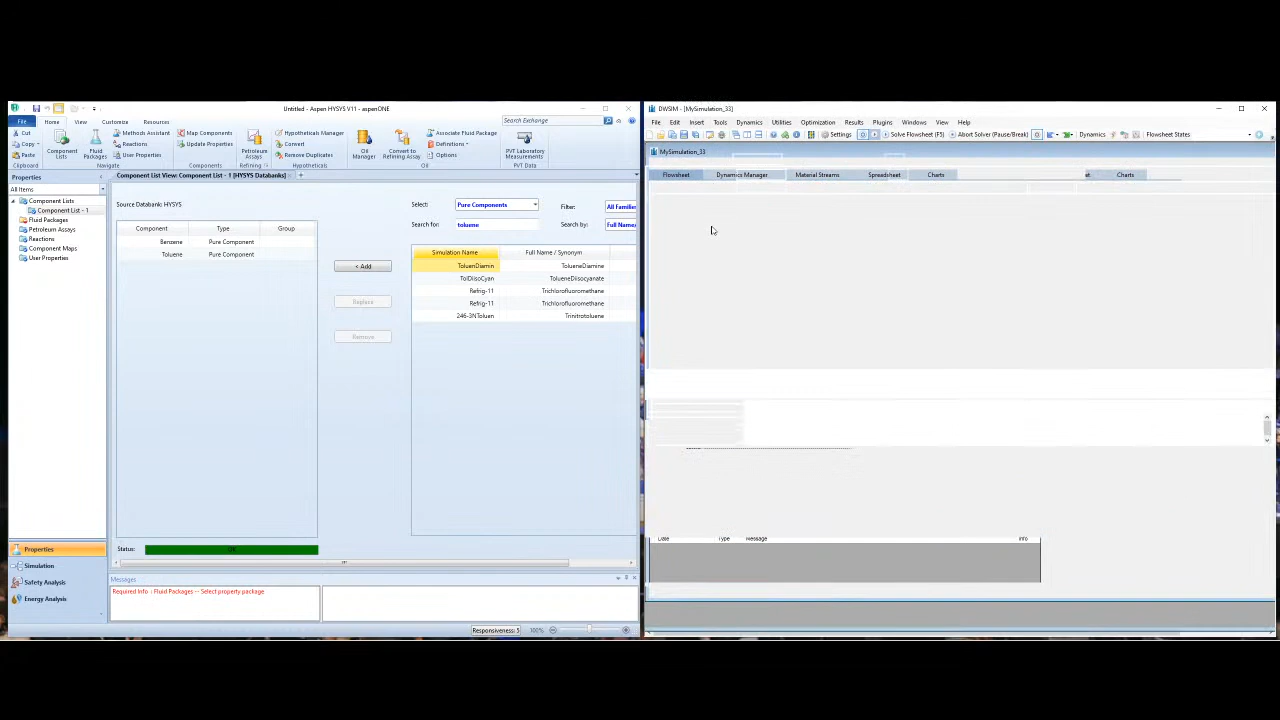 Untitled - Aspen HYSYS V11 - aspenONE
File Home View Customize Resources
Search Exchange
Cut
Copy
Paste
Clipboard
Component Lists
Fluid Packages
Methods Assistant
Reactions
User Properties
Navigate
Map Components
Update Properties
Components
Petroleum Assays
Refining
Hypotheticals Manager
Convert
Remove Duplicates
Hypotheticals
Oil Manager
Convert to Refining Assay
Associate Fluid Package
Definitions
Options
Oil
PVT Laboratory Measurements
PVT Data
Properties
All Items
Component Lists
Component List - 1
Fluid Packages
Petroleum Assays
Reactions
Component Maps
User Properties
Properties
Simulation
Safety Analysis
Energy Analysis
Component List View: Component List - 1 [HYSYS Databanks] +
Source Databank: HYSYS
Component Type Group
Benzene Pure Component
Toluene Pure Component
< Add
Replace
Remove
Select: Pure Components Filter: All Familie
Search for: tolueme Search by: Full Name/
Simulation Name Full Name / Synonym
ToluenDiamin TolueneDiamine
TolDiisoCyan TolueneDiisocyanate
Refrig-11 Trichlorofluoromethane
Refrig-11 Trichlorofluoromethane
246-3NToluen Trinitrotoluene
Status: OK
Messages
Required Info : Fluid Packages -- Select property package
Responsiveness: 5 100%
DWSIM - [MySimulation_33]
File Edit Insert Tools Dynamics Utilities Optimization Results Plugins Windows View Help
Settings Solve Flowsheet (F5) Abort Solver (Pause/Break) Dynamics Flowsheet States
MySimulation_33
Flowsheet Dynamics Manager Material Streams Spreadsheet Charts et Charts
Date Type Message Info